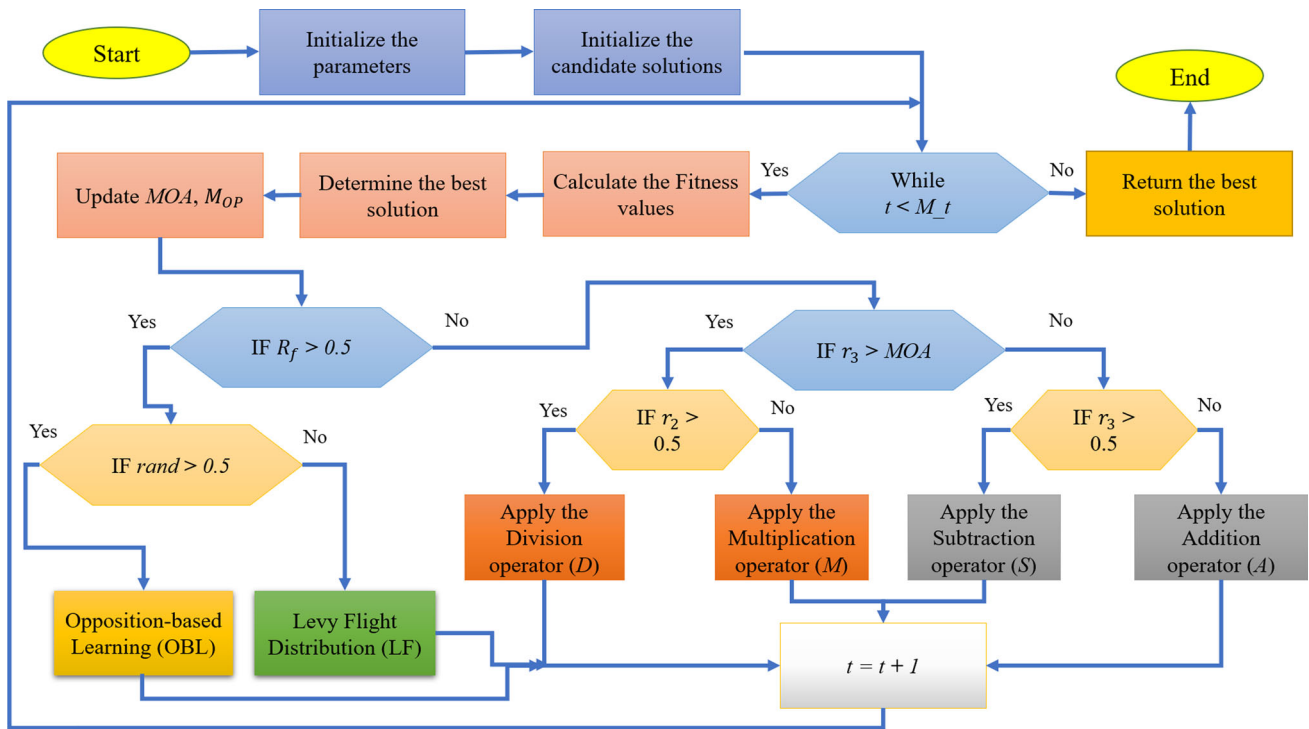 Start
Initialize the
parameters
Initialize the
candidate solutions
End
Update MOA, M_OP
Determine the best
solution
Calculate the Fitness
values
Yes
While
t < M_t
No
Return the best
solution
Yes
IF R_f > 0.5
No
Yes
IF r₃ > MOA
No
Yes
IF rand > 0.5
No
Yes
IF r₂ >
0.5
No
Yes
IF r₃ >
0.5
No
Apply the
Division
operator (D)
Apply the
Multiplication
operator (M)
Apply the
Subtraction
operator (S)
Apply the
Addition
operator (A)
Opposition-based
Learning (OBL)
Levy Flight
Distribution (LF)
t = t + 1